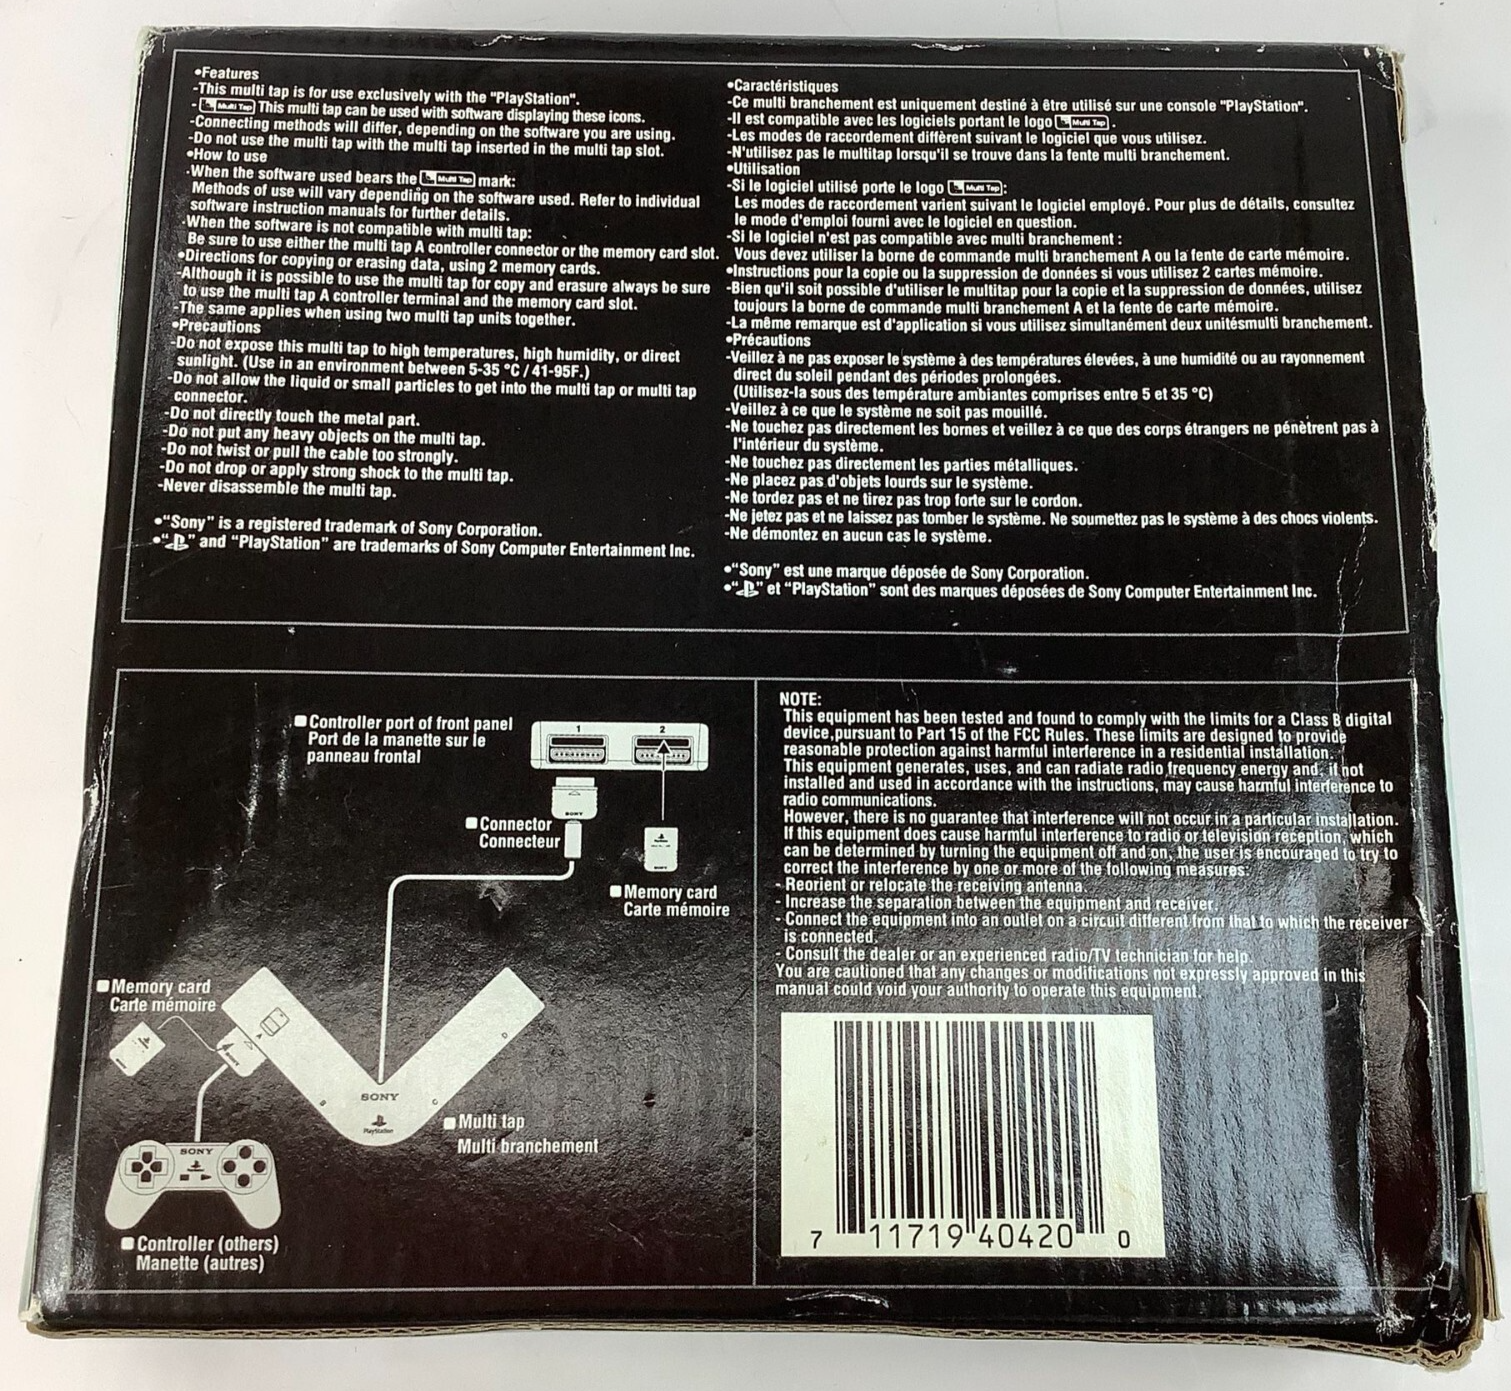 •Features
-This multi tap is for use exclusively with the "PlayStation".
- Multi Tap This multi tap can be used with software displaying these icons.
-Connecting methods will differ, depending on the software you are using.
-Do not use the multi tap with the multi tap inserted in the multi tap slot.
•How to use
-When the software used bears the Multi Tap mark:
Methods of use will vary depending on the software used. Refer to individual
software instruction manuals for further details.
-When the software is not compatible with multi tap:
Be sure to use either the multi tap A controller connector or the memory card slot.
•Directions for copying or erasing data, using 2 memory cards.
-Although it is possible to use the multi tap for copy and erasure always be sure
to use the multi tap A controller terminal and the memory card slot.
-The same applies when using two multi tap units together.
•Precautions
-Do not expose this multi tap to high temperatures, high humidity, or direct
sunlight. (Use in an environment between 5-35 °C / 41-95F.)
-Do not allow the liquid or small particles to get into the multi tap or multi tap
connector.
-Do not directly touch the metal part.
-Do not put any heavy objects on the multi tap.
-Do not twist or pull the cable too strongly.
-Do not drop or apply strong shock to the multi tap.
-Never disassemble the multi tap.
•"Sony" is a registered trademark of Sony Corporation.
•" " and "PlayStation" are trademarks of Sony Computer Entertainment Inc.
•Caractéristiques
-Ce multi branchement est uniquement destiné à être utilisé sur une console "PlayStation".
-Il est compatible avec les logiciels portant le logo Multi Tap .
-Les modes de raccordement diffèrent suivant le logiciel que vous utilisez.
-N'utilisez pas le multitap lorsqu'il se trouve dans la fente multi branchement.
•Utilisation
-Si le logiciel utilisé porte le logo Multi Tap :
Les modes de raccordement varient suivant le logiciel employé. Pour plus de détails, consultez
le mode d'emploi fourni avec le logiciel en question.
-Si le logiciel n'est pas compatible avec multi branchement :
Vous devez utiliser la borne de commande multi branchement A ou la fente de carte mémoire.
•Instructions pour la copie ou la suppression de données si vous utilisez 2 cartes mémoire.
-Bien qu'il soit possible d'utiliser le multitap pour la copie et la suppression de données, utilisez
toujours la borne de commande multi branchement A et la fente de carte mémoire.
-La même remarque est d'application si vous utilisez simultanément deux unitésmulti branchement.
•Précautions
-Veillez à ne pas exposer le système à des températures élevées, à une humidité ou au rayonnement
direct du soleil pendant des périodes prolongées.
(Utilisez-la sous des température ambiantes comprises entre 5 et 35 °C)
-Veillez à ce que le système ne soit pas mouillé.
-Ne touchez pas directement les bornes et veillez à ce que des corps étrangers ne pénètrent pas à
l'intérieur du système.
-Ne touchez pas directement les parties métalliques.
-Ne placez pas d'objets lourds sur le système.
-Ne tordez pas et ne tirez pas trop forte sur le cordon.
-Ne jetez pas et ne laissez pas tomber le système. Ne soumettez pas le système à des chocs violents.
-Ne démontez en aucun cas le système.
•"Sony" est une marque déposée de Sony Corporation.
•" " et "PlayStation" sont des marques déposées de Sony Computer Entertainment Inc.
Controller port of front panel
Port de la manette sur le
panneau frontal
1
2
SONY
Connector
Connecteur
PlayStation
SONY
Memory card
Carte mémoire
Memory card
Carte mémoire
SONY
PlayStation
Multi tap
Multi branchement
SONY
Controller (others)
Manette (autres)
NOTE:
This equipment has been tested and found to comply with the limits for a Class B digital
device,pursuant to Part 15 of the FCC Rules. These limits are designed to provide
reasonable protection against harmful interference in a residential installation.
This equipment generates, uses, and can radiate radio frequency energy and, if not
installed and used in accordance with the instructions, may cause harmful interference to
radio communications.
However, there is no guarantee that interference will not occur in a particular installation.
If this equipment does cause harmful interference to radio or television reception, which
can be determined by turning the equipment off and on, the user is encouraged to try to
correct the interference by one or more of the following measures:
- Reorient or relocate the receiving antenna.
- Increase the separation between the equipment and receiver.
- Connect the equipment into an outlet on a circuit different from that to which the receiver
is connected.
- Consult the dealer or an experienced radio/TV technician for help.
You are cautioned that any changes or modifications not expressly approved in this
manual could void your authority to operate this equipment.
7 11719 40420 0